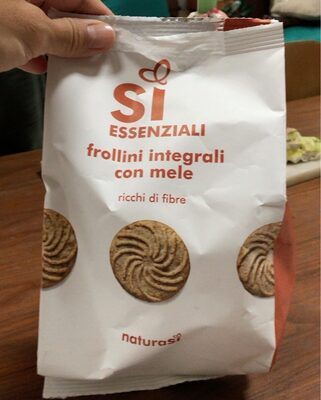 SÌ
ESSENZIALI
frollini integrali
con mele
ricchi di fibre
naturasì